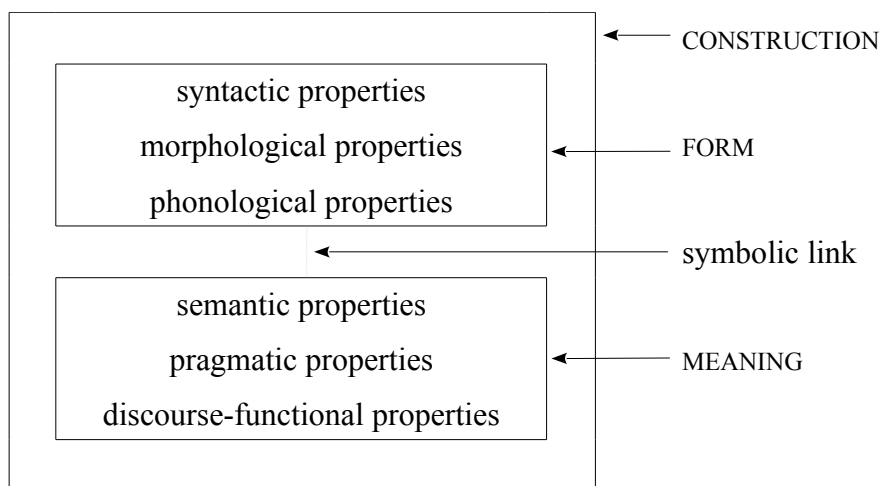 CONSTRUCTION
syntactic properties
morphological properties
phonological properties
FORM
symbolic link
semantic properties
pragmatic properties
discourse-functional properties
MEANING